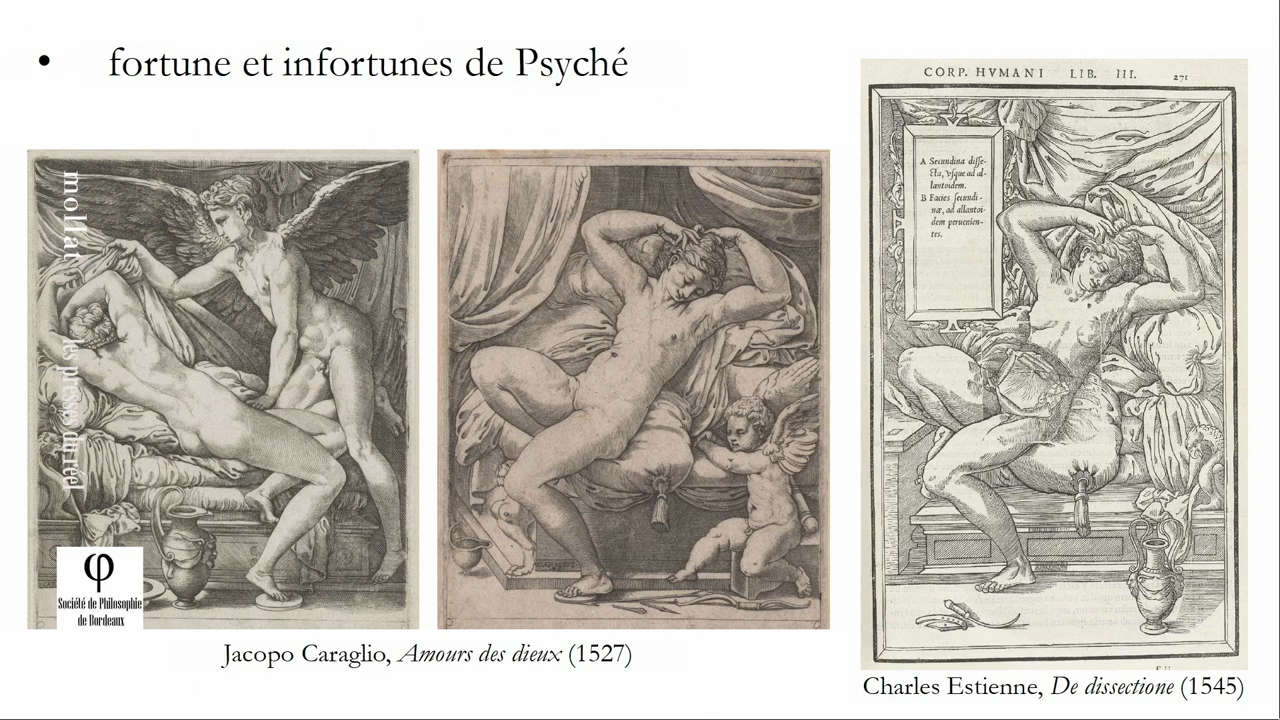 • fortune et infortunes de Psyché
CORP. HVMANI LIB. III. 271
A Secundina disse-
cta, vsque ad al-
lantoidem.
B Facies secundi-
næ, ad allantoi-
dem peruenien-
tes.
mollat
les presses du réel
φ
Société de Philosophie
de Bordeaux
Jacopo Caraglio, Amours des dieux (1527)
Charles Estienne, De dissectione (1545)